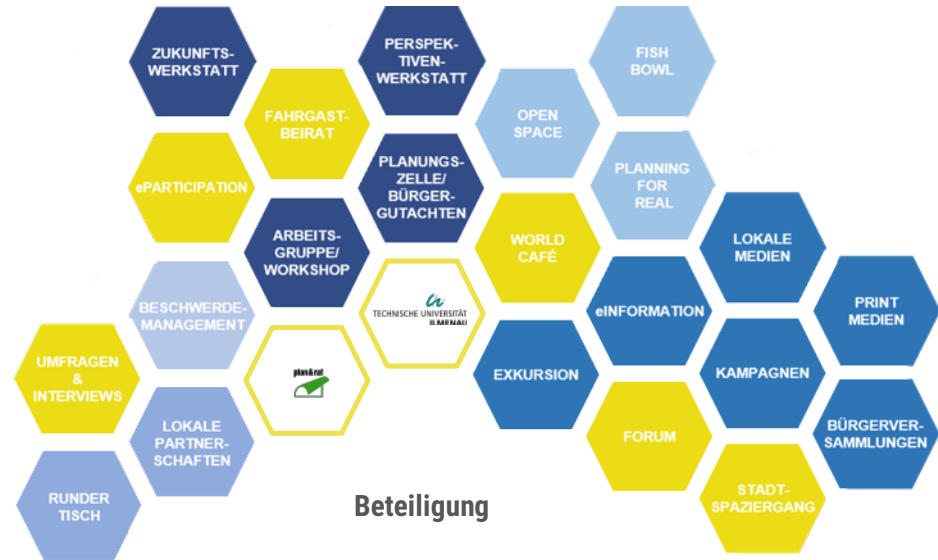 ZUKUNFTS-
WERKSTATT
PERSPEK-
TIVEN-
WERKSTATT
FISH
BOWL
FAHRGAST-
BEIRAT
OPEN
SPACE
ePARTICIPATION
PLANUNGS-
ZELLE/
BÜRGER-
GUTACHTEN
PLANNING
FOR
REAL
ARBEITS-
GRUPPE/
WORKSHOP
WORLD
CAFÉ
LOKALE
MEDIEN
BESCHWERDE-
MANAGEMENT
TECHNISCHE UNIVERSITÄT
ILMENAU
eINFORMATION
PRINT
MEDIEN
UMFRAGEN
&
INTERVIEWS
plan&rat
EXKURSION
KAMPAGNEN
LOKALE
PARTNER-
SCHAFTEN
FORUM
BÜRGERVER-
SAMMLUNGEN
RUNDER
TISCH
STADT-
SPAZIERGANG
Beteiligung